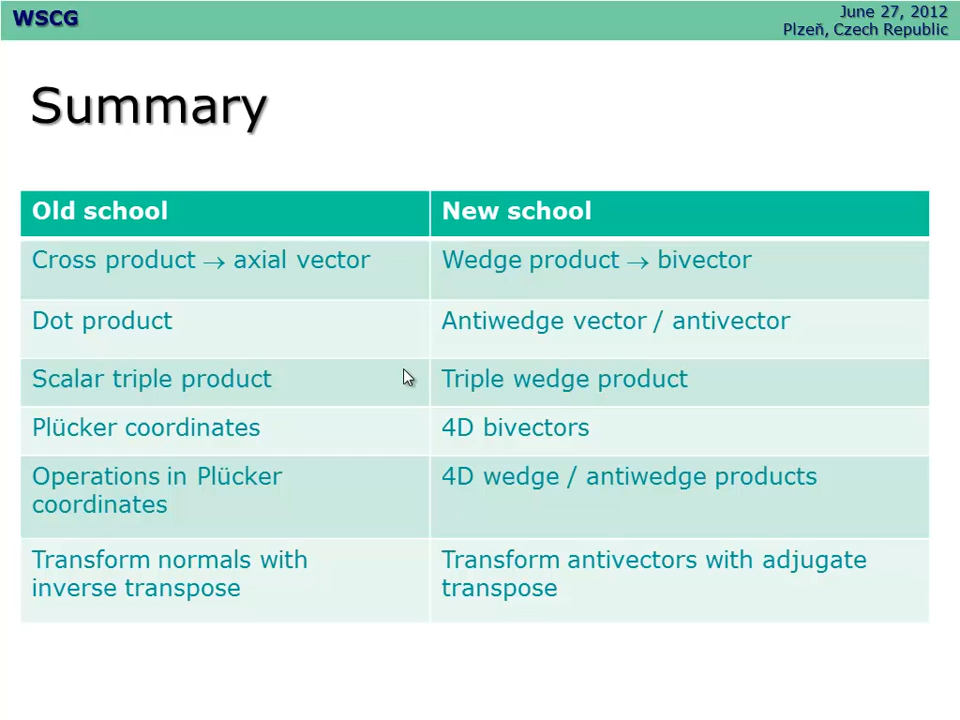 WSCG
June 27, 2012
Plzeň, Czech Republic
Summary
Old school
New school
Cross product → axial vector
Wedge product → bivector
Dot product
Antiwedge vector / antivector
Scalar triple product
Triple wedge product
Plücker coordinates
4D bivectors
Operations in Plücker
coordinates
4D wedge / antiwedge products
Transform normals with
inverse transpose
Transform antivectors with adjugate
transpose